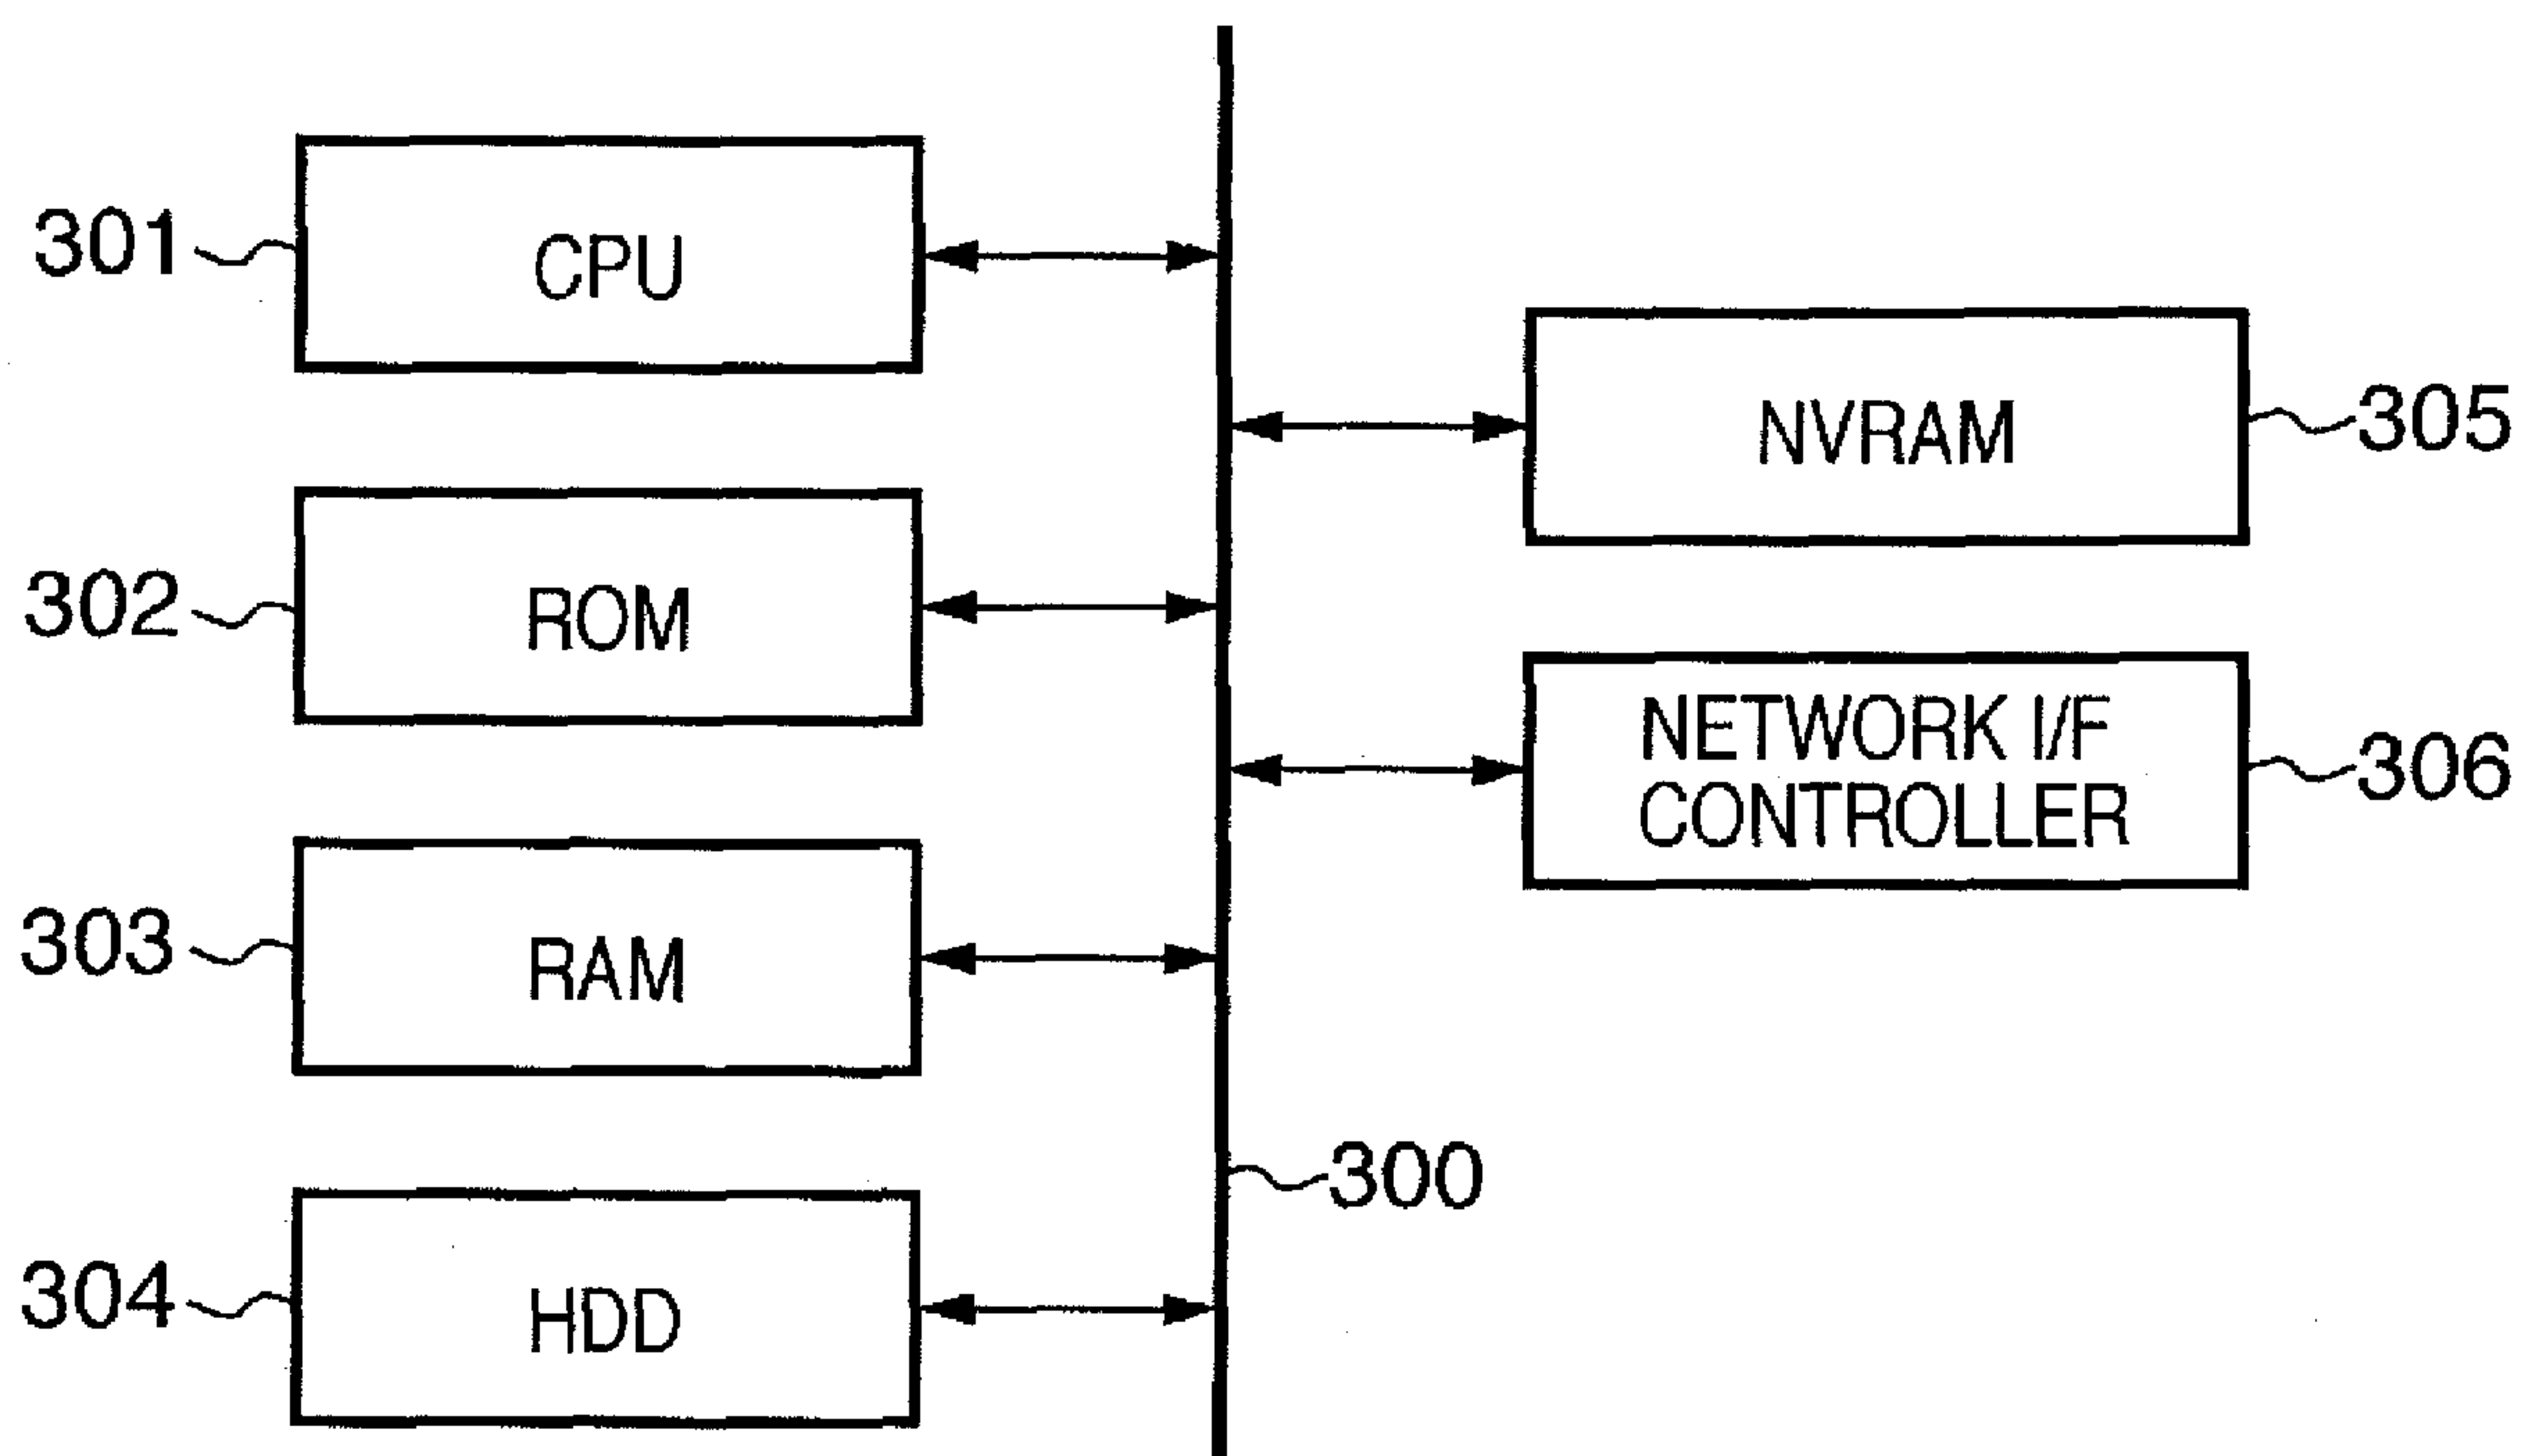 301
CPU
302
ROM
303
RAM
304
HDD
NVRAM
305
NETWORK I/F
CONTROLLER
306
300